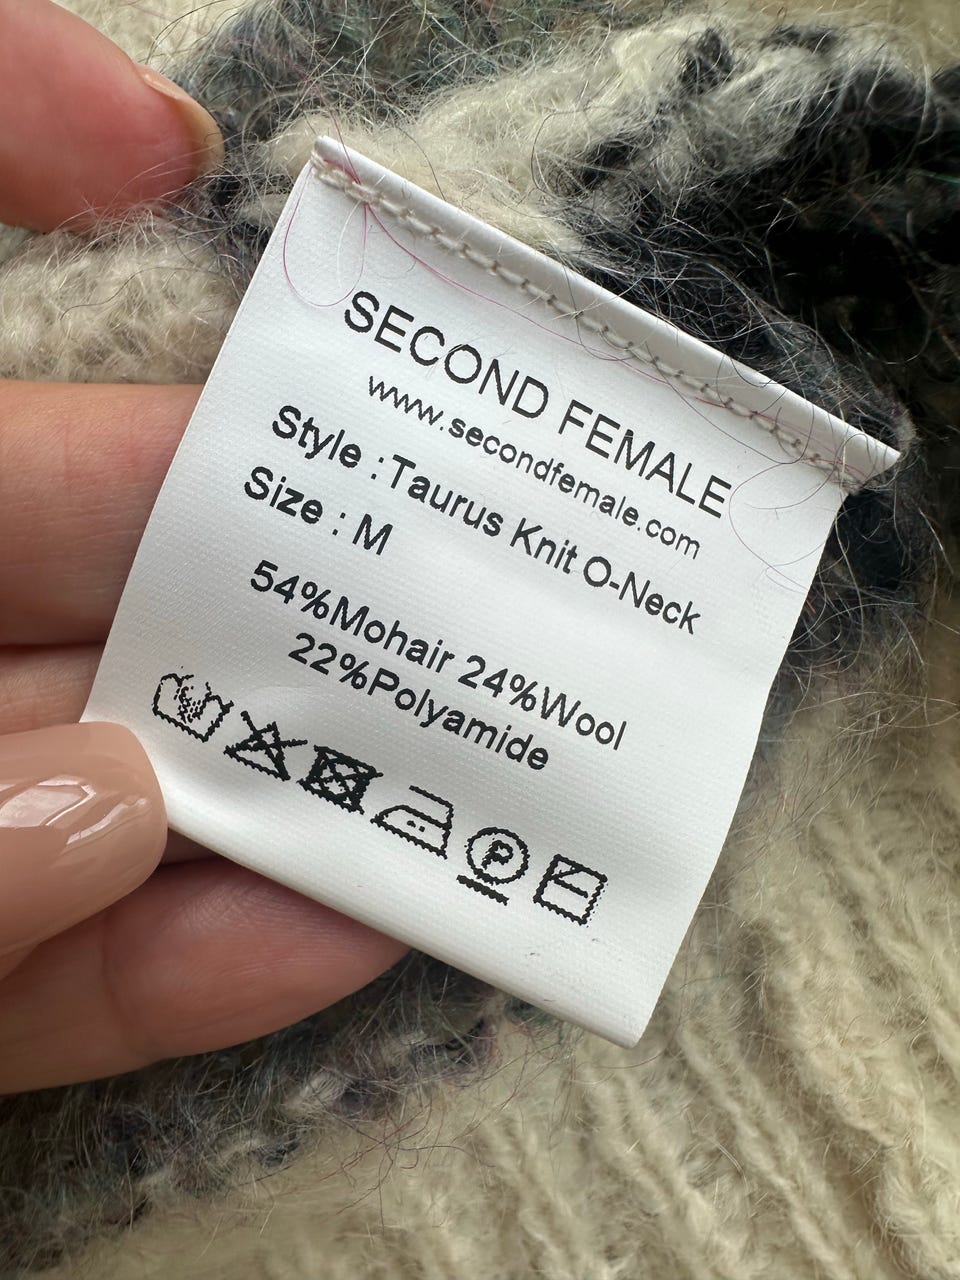 SECOND FEMALE
www.secondfemale.com
Style :Taurus Knit O-Neck
Size : M
54%Mohair 24%Wool
22%Polyamide
P